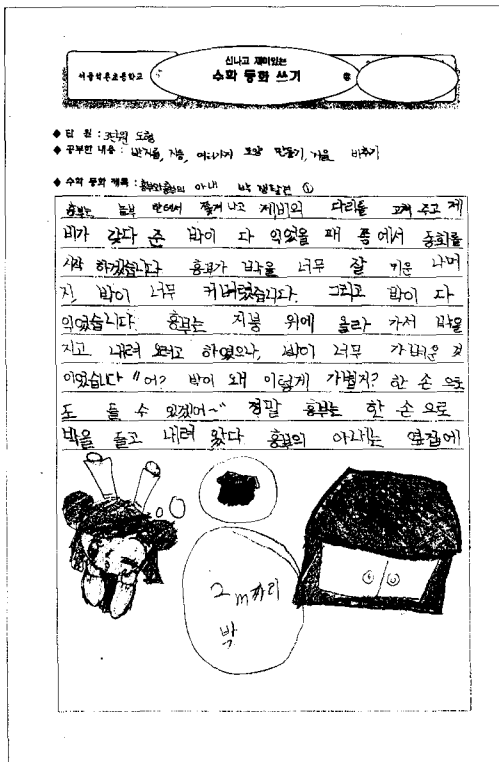 신나고 재미있는
서울학운초등학교 수학 동화 쓰기
◆ 단 원 : 3단원 도형
◆ 공부한 내용 : 반지름, 지름, 여러가지 모양 만들기, 거울 비추기
◆ 수학 동화 제목 : 아내 박 ①
흥부는 놀부 한테서 쫓겨 나고 제비의 다리를 고쳐 주고 제
비가 갖다 준 박이 다 익었을 때 쯤에서 동화를
시작 하겠습니다 흥부가 박을 너무 잘 키운 나머
지, 박이 너무 커버렸습니다. 그리고 박이 다
익었습니다. 흥부는 지붕 위에 올라 가서 박을
지고 내려 오려고 하였으나, 박이 너무 가벼운 것
이였습니다 "어? 박이 왜 이렇게 가볍지? 한 손 으로
도 들 수 있겠어~" 정말 흥부는 한 손 으로
박을 들고 내려 왔다 흥부의 아내는 옆집에
2m짜리
박